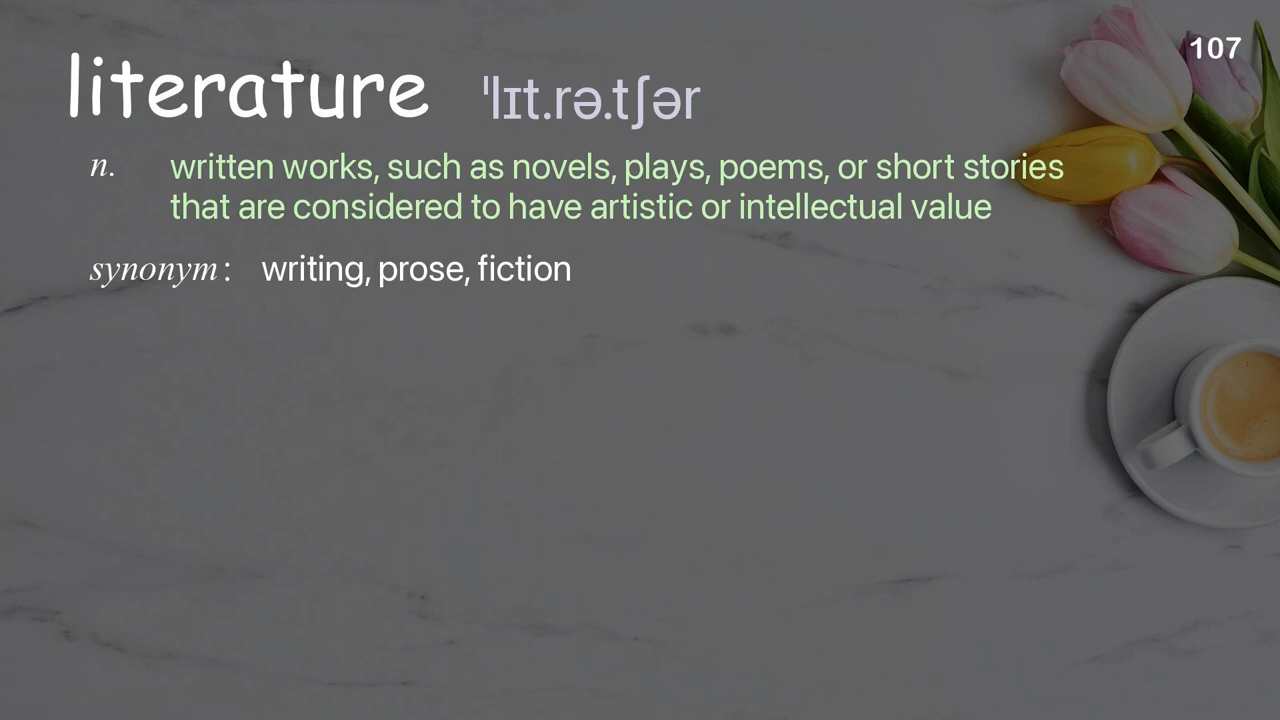 107
literature ˈlɪt.rə.tʃər
n. written works, such as novels, plays, poems, or short stories
that are considered to have artistic or intellectual value
synonym: writing, prose, fiction